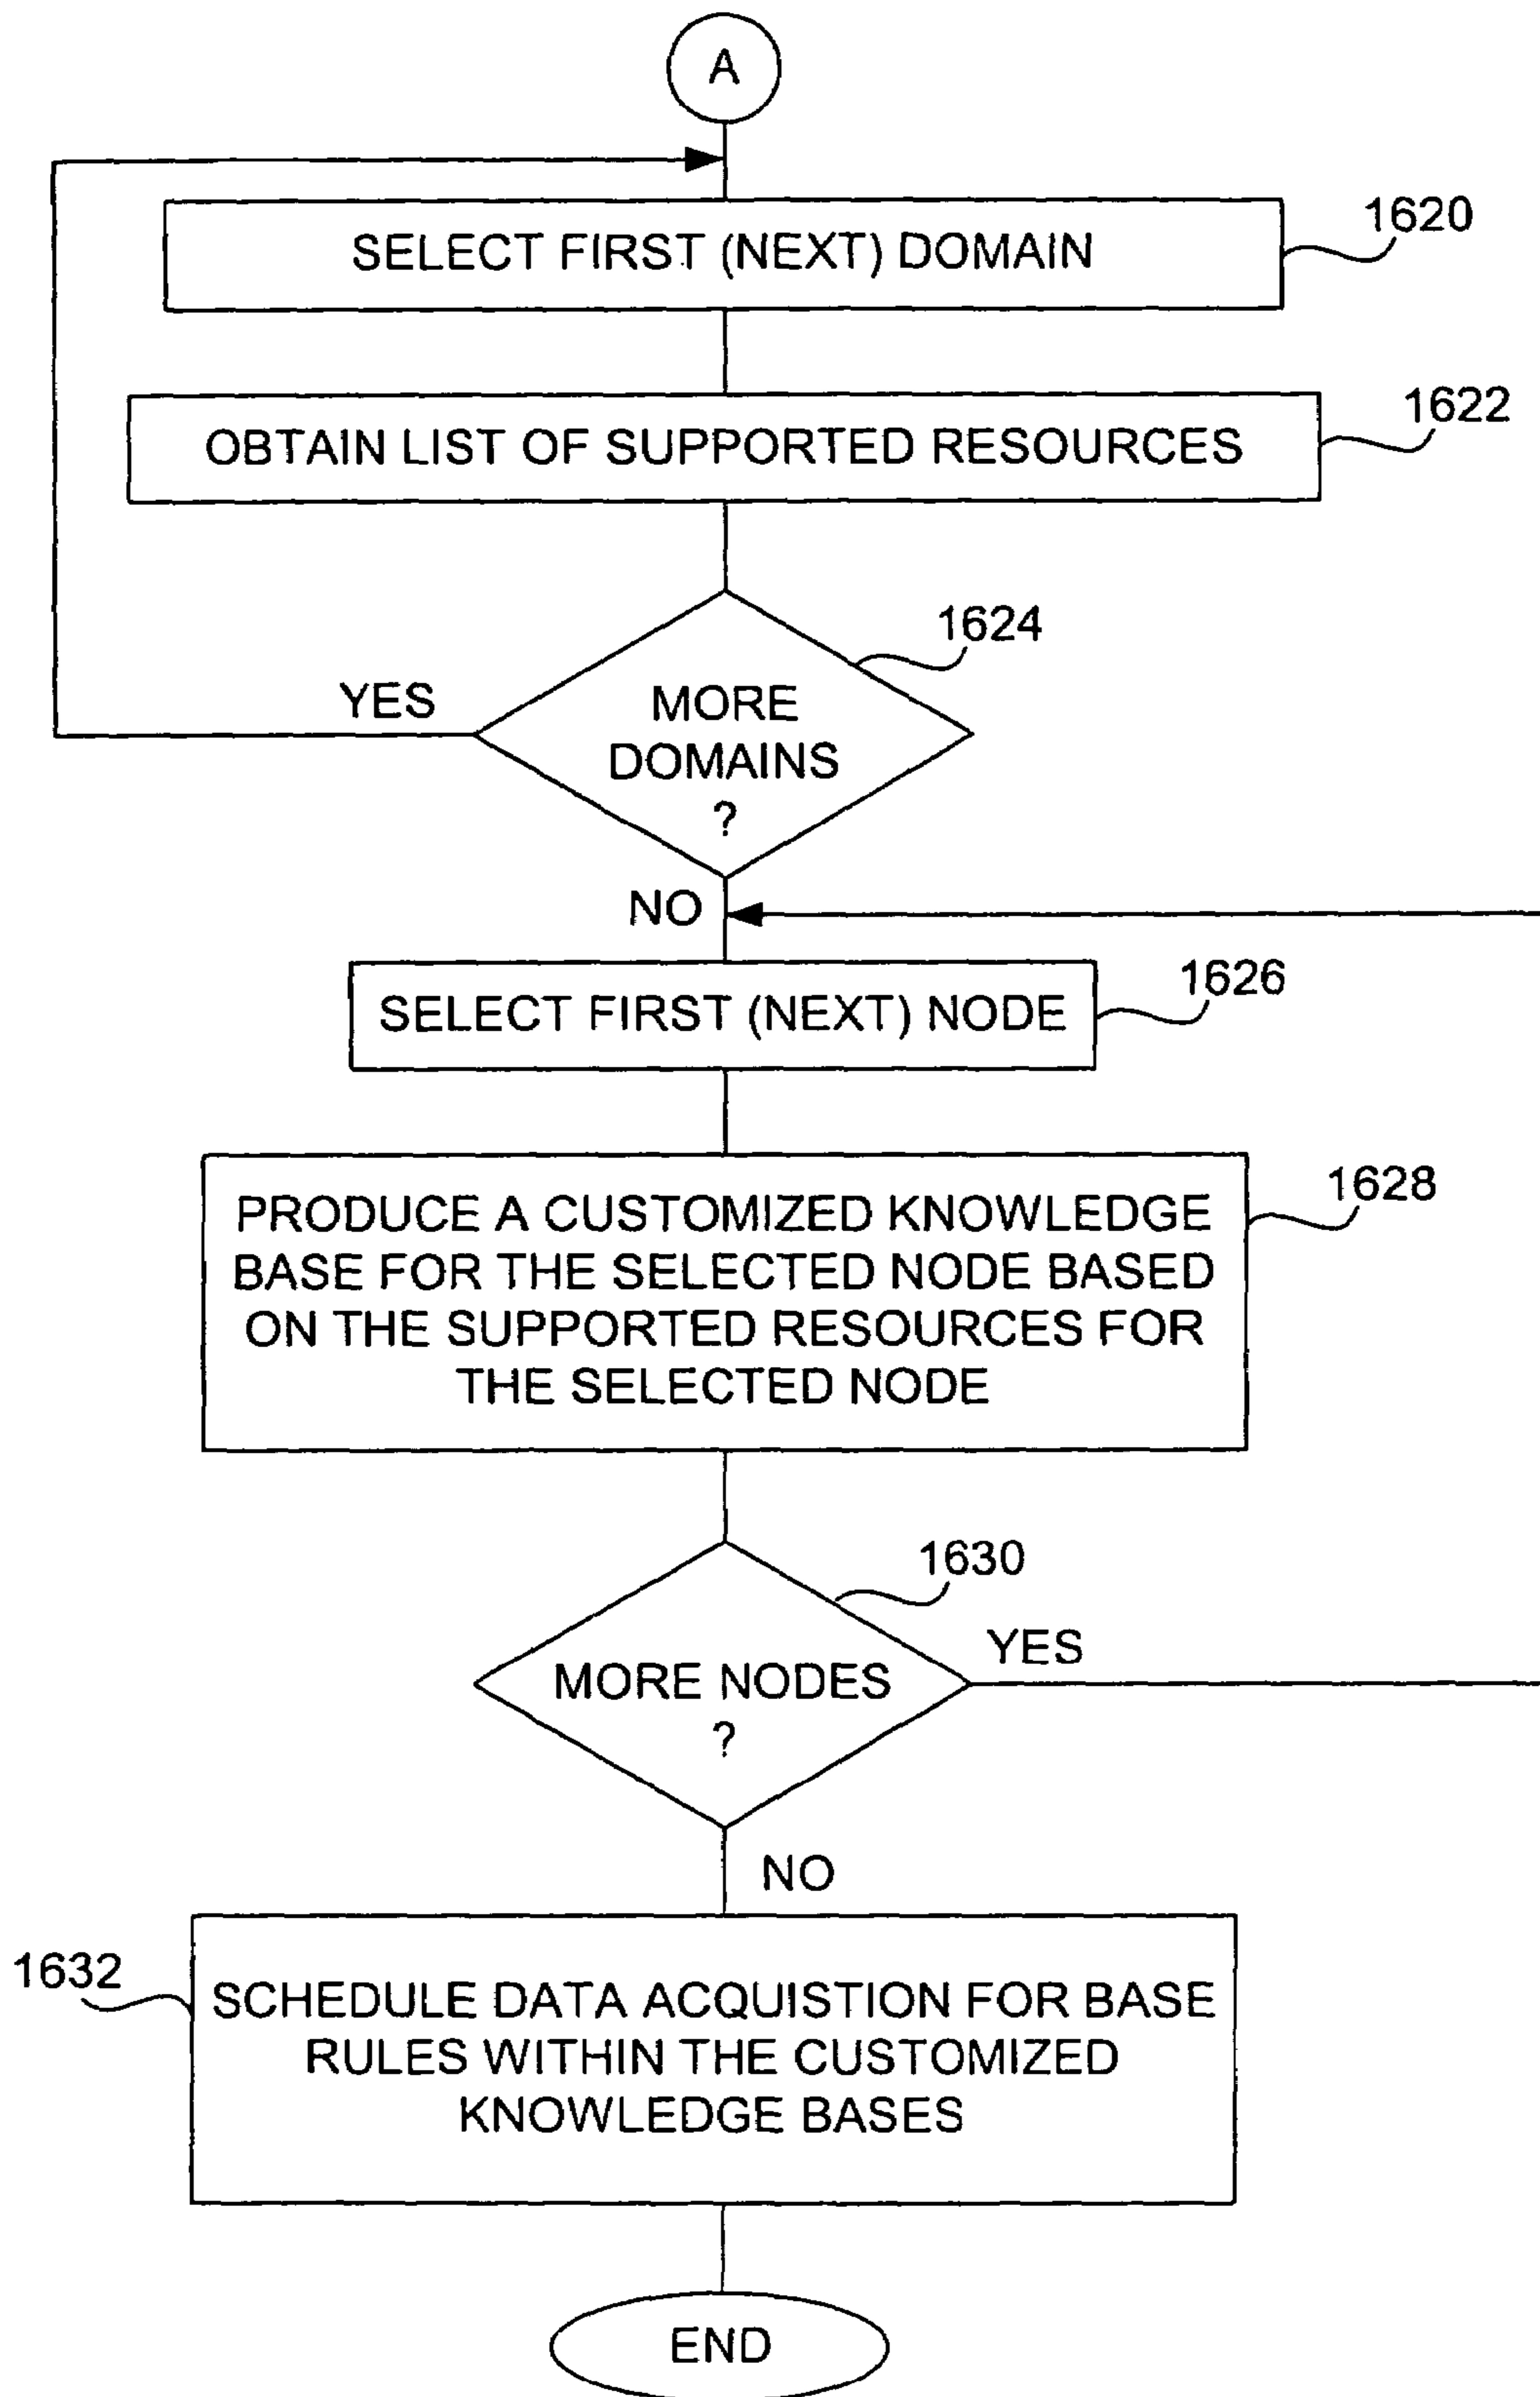 A
1620
SELECT FIRST (NEXT) DOMAIN
1622
OBTAIN LIST OF SUPPORTED RESOURCES
1624
YES
MORE
DOMAINS
?
NO
1626
SELECT FIRST (NEXT) NODE
1628
PRODUCE A CUSTOMIZED KNOWLEDGE
BASE FOR THE SELECTED NODE BASED
ON THE SUPPORTED RESOURCES FOR
THE SELECTED NODE
1630
YES
MORE NODES
?
NO
1632
SCHEDULE DATA ACQUISTION FOR BASE
RULES WITHIN THE CUSTOMIZED
KNOWLEDGE BASES
END